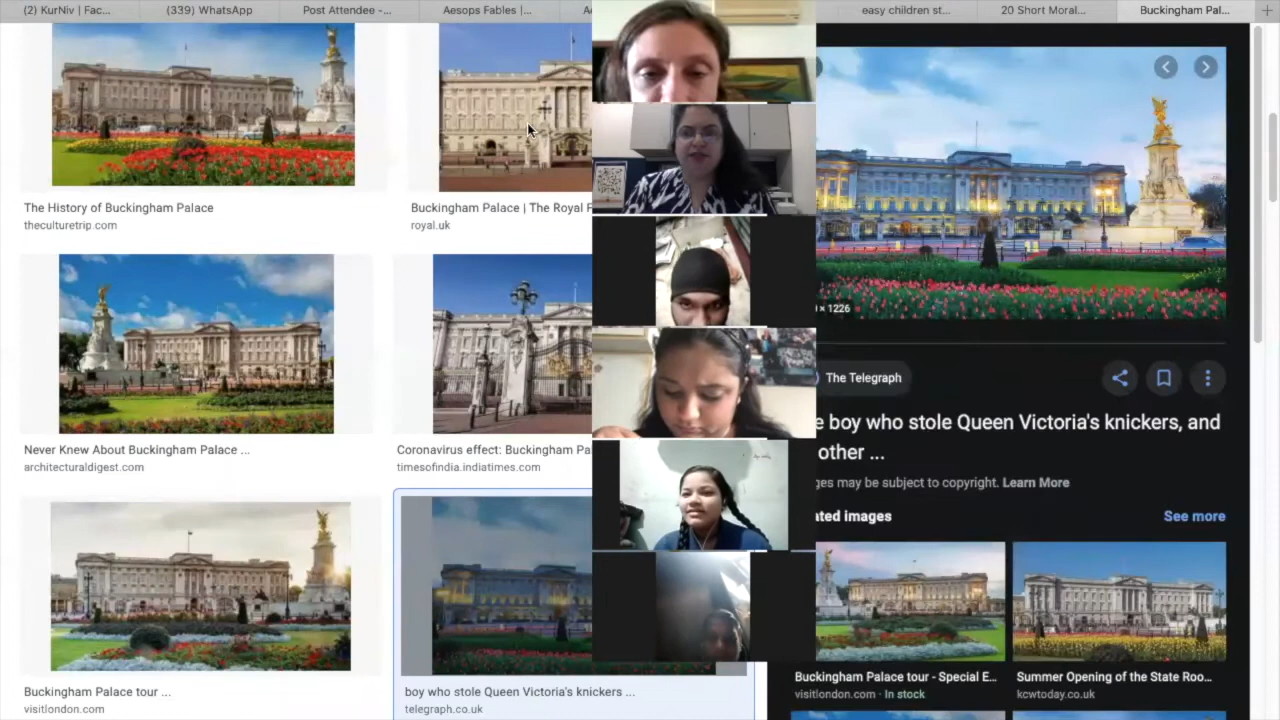 (2) KurNiv | Fac...
(339) WhatsApp
Post Attendee -...
Aesops Fables |...
easy children st...
20 Short Moral...
Buckingham Pal...
The History of Buckingham Palace
theculturetrip.com
Buckingham Palace | The Royal
royal.uk
Never Knew About Buckingham Palace ...
architecturaldigest.com
Coronavirus effect: Buckingham Pa
timesofindia.indiatimes.com
Buckingham Palace tour ...
visitlondon.com
boy who stole Queen Victoria's knickers ...
telegraph.co.uk
× 1226
The Telegraph
boy who stole Queen Victoria's knickers, and
other ...
ges may be subject to copyright. Learn More
ated images
See more
Buckingham Palace tour - Special E...
visitlondon.com · In stock
Summer Opening of the State Roo...
kcwtoday.co.uk